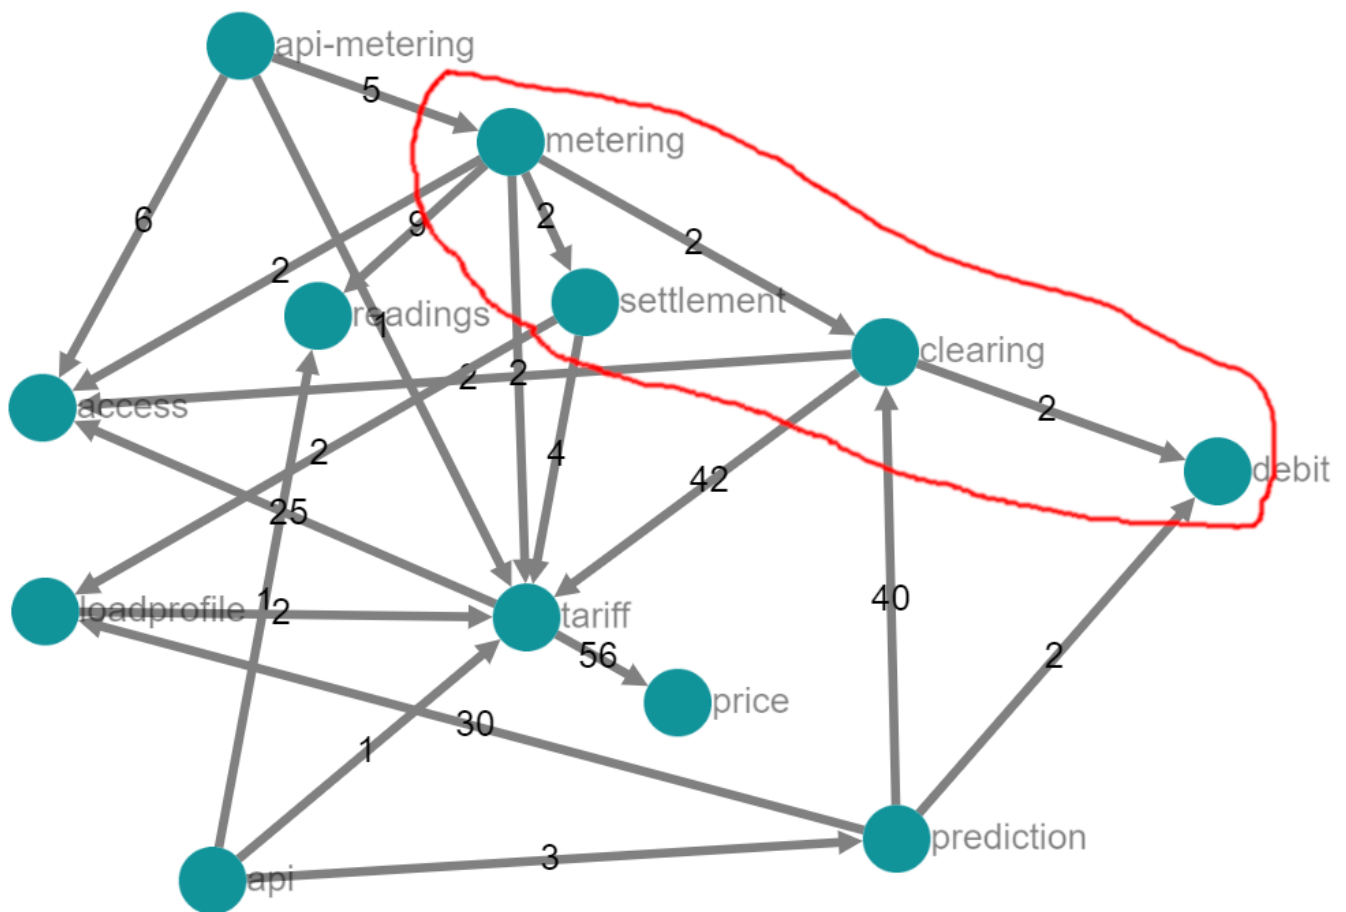 api-metering
5
metering
6
9
2
2
2
readings
1
settlement
clearing
2
2
access
2
2
4
42
debit
25
loadprofile
1
2
tariff
40
56
2
price
30
1
3
prediction
api